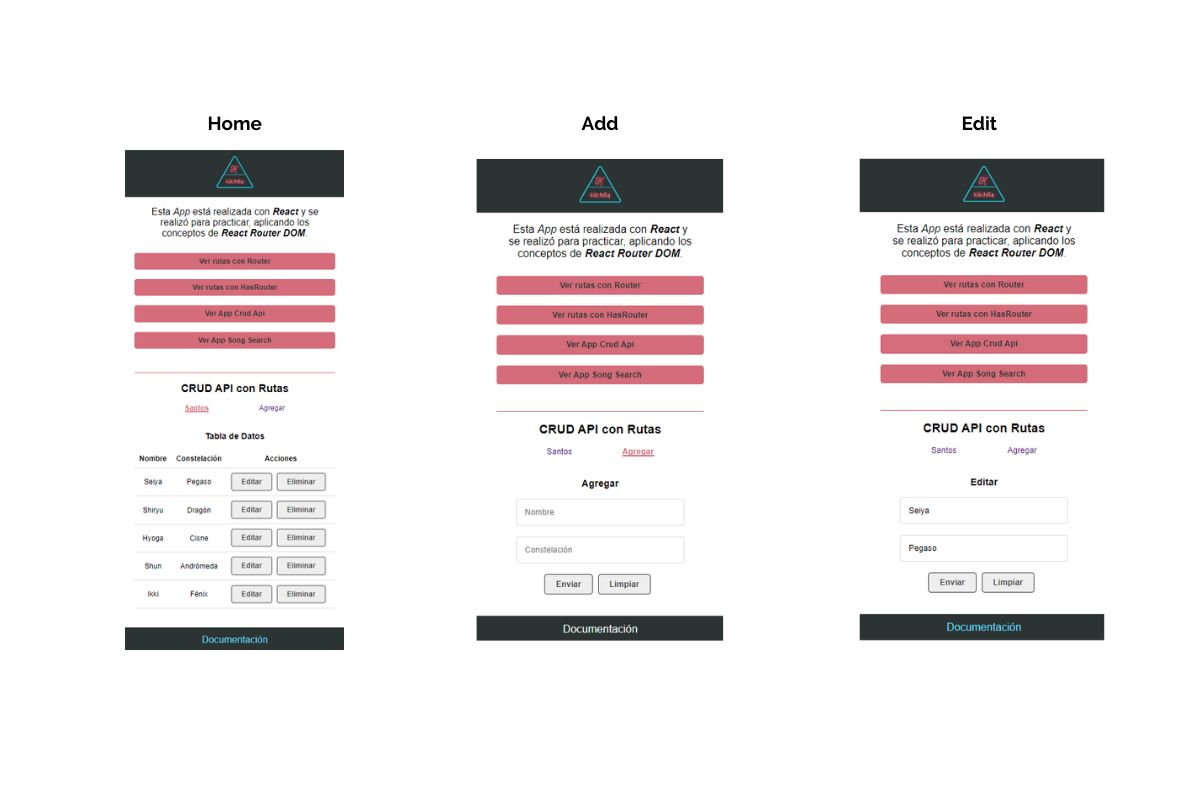 Home
klichfiq
Esta App está realizada con React y se
realizó para practicar, aplicando los
conceptos de React Router DOM.
Ver rutas con Router
Ver rutas con HasRouter
Ver App Crud Api
Ver App Song Search
CRUD API con Rutas
Santos Agregar
Tabla de Datos
Nombre Constelación Acciones
Seiya Pegaso Editar Eliminar
Shiryu Dragón Editar Eliminar
Hyoga Cisne Editar Eliminar
Shun Andrómeda Editar Eliminar
Ikki Fénix Editar Eliminar
Documentación
Add
klichfiq
Esta App está realizada con React y
se realizó para practicar, aplicando los
conceptos de React Router DOM.
Ver rutas con Router
Ver rutas con HasRouter
Ver App Crud Api
Ver App Song Search
CRUD API con Rutas
Santos Agregar
Agregar
Nombre
Constelación
Enviar Limpiar
Documentación
Edit
klichfiq
Esta App está realizada con React y
se realizó para practicar, aplicando los
conceptos de React Router DOM.
Ver rutas con Router
Ver rutas con HasRouter
Ver App Crud Api
Ver App Song Search
CRUD API con Rutas
Santos Agregar
Editar
Seiya
Pegaso
Enviar Limpiar
Documentación